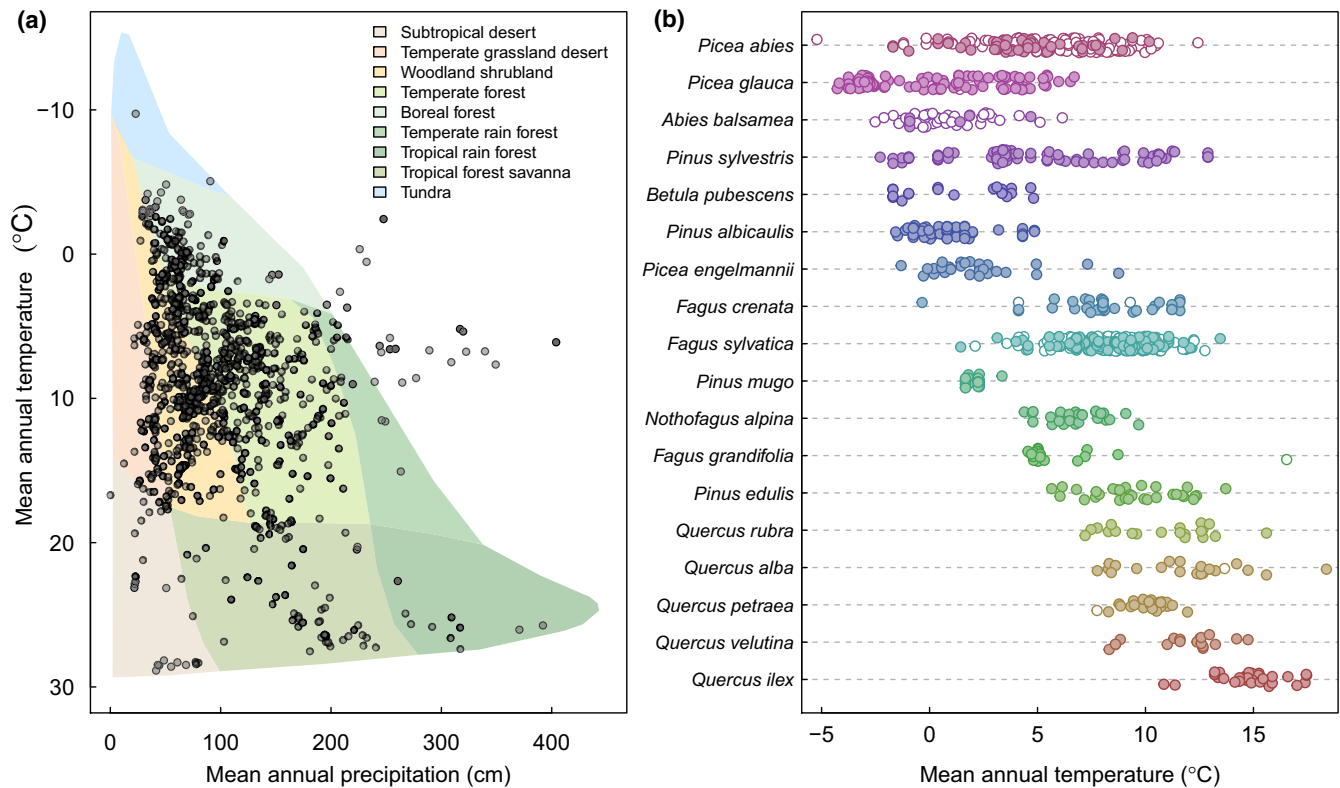 (a)
Subtropical desert
Temperate grassland desert
Woodland shrubland
Temperate forest
Boreal forest
Temperate rain forest
Tropical rain forest
Tropical forest savanna
Tundra
Mean annual temperature (°C)
−10
0
10
20
30
0 100 200 300 400
Mean annual precipitation (cm)
(b)
Picea abies
Picea glauca
Abies balsamea
Pinus sylvestris
Betula pubescens
Pinus albicaulis
Picea engelmannii
Fagus crenata
Fagus sylvatica
Pinus mugo
Nothofagus alpina
Fagus grandifolia
Pinus edulis
Quercus rubra
Quercus alba
Quercus petraea
Quercus velutina
Quercus ilex
−5 0 5 10 15
Mean annual temperature (°C)